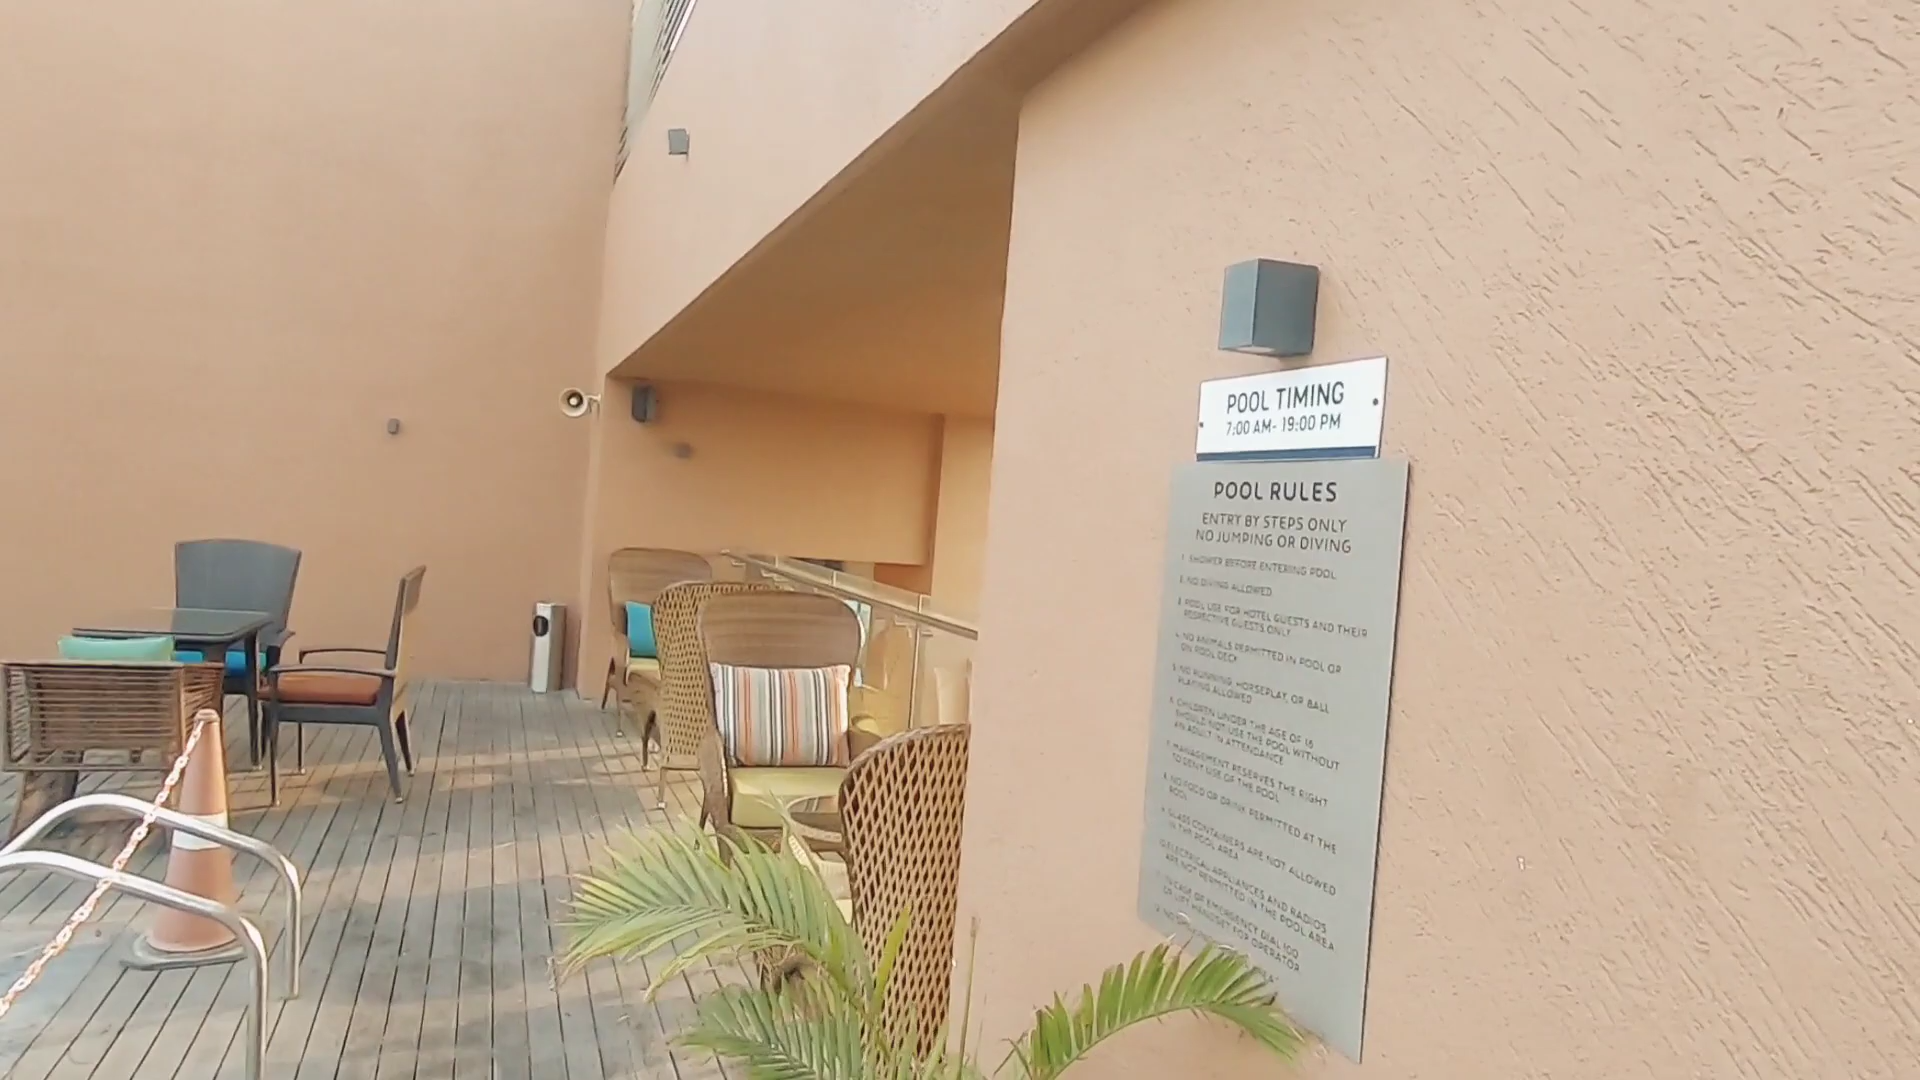 POOL TIMING
7:00 AM- 19:00 PM
POOL RULES
ENTRY BY STEPS ONLY
NO JUMPING OR DIVING
1. SHOWER BEFORE ENTERING POOL
2. NO DIVING ALLOWED
3. POOL USE FOR HOTEL GUESTS AND THEIR
RESPECTIVE GUESTS ONLY
4. NO ANIMALS PERMITTED IN POOL OR
ON POOL DECK
5. NO RUNNING, HORSEPLAY, OR BALL
PLAYING ALLOWED
6. CHILDREN UNDER THE AGE OF 16
SHOULD NOT USE THE POOL WITHOUT
AN ADULT IN ATTENDANCE
7. MANAGEMENT RESERVES THE RIGHT
TO DENY USE OF THE POOL
8. NO FOOD OR DRINK PERMITTED AT THE
POOL
9. GLASS CONTAINERS ARE NOT ALLOWED
IN THE POOL AREA
10. ELECTRICAL APPLIANCES AND RADIOS
ARE NOT PERMITTED IN THE POOL AREA
IN CASE OF EMERGENCY DIAL 100
OR LIFT HANDSET FOR OPERATOR
12. NO